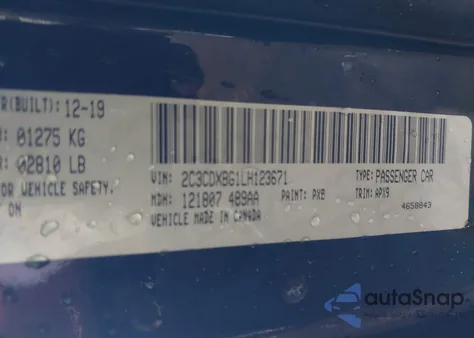 R(BUILT): 12-19
01275 KG
02810 LB
OR VEHICLE SAFETY.
ON
VIN: 2C3CDXBG1LH123671
TYPE: PASSENGER CAR
MDH: 121807 489AA
PAINT: PXB
TRIM: APX9
VEHICLE MADE IN CANADA
4658843
autoSnap